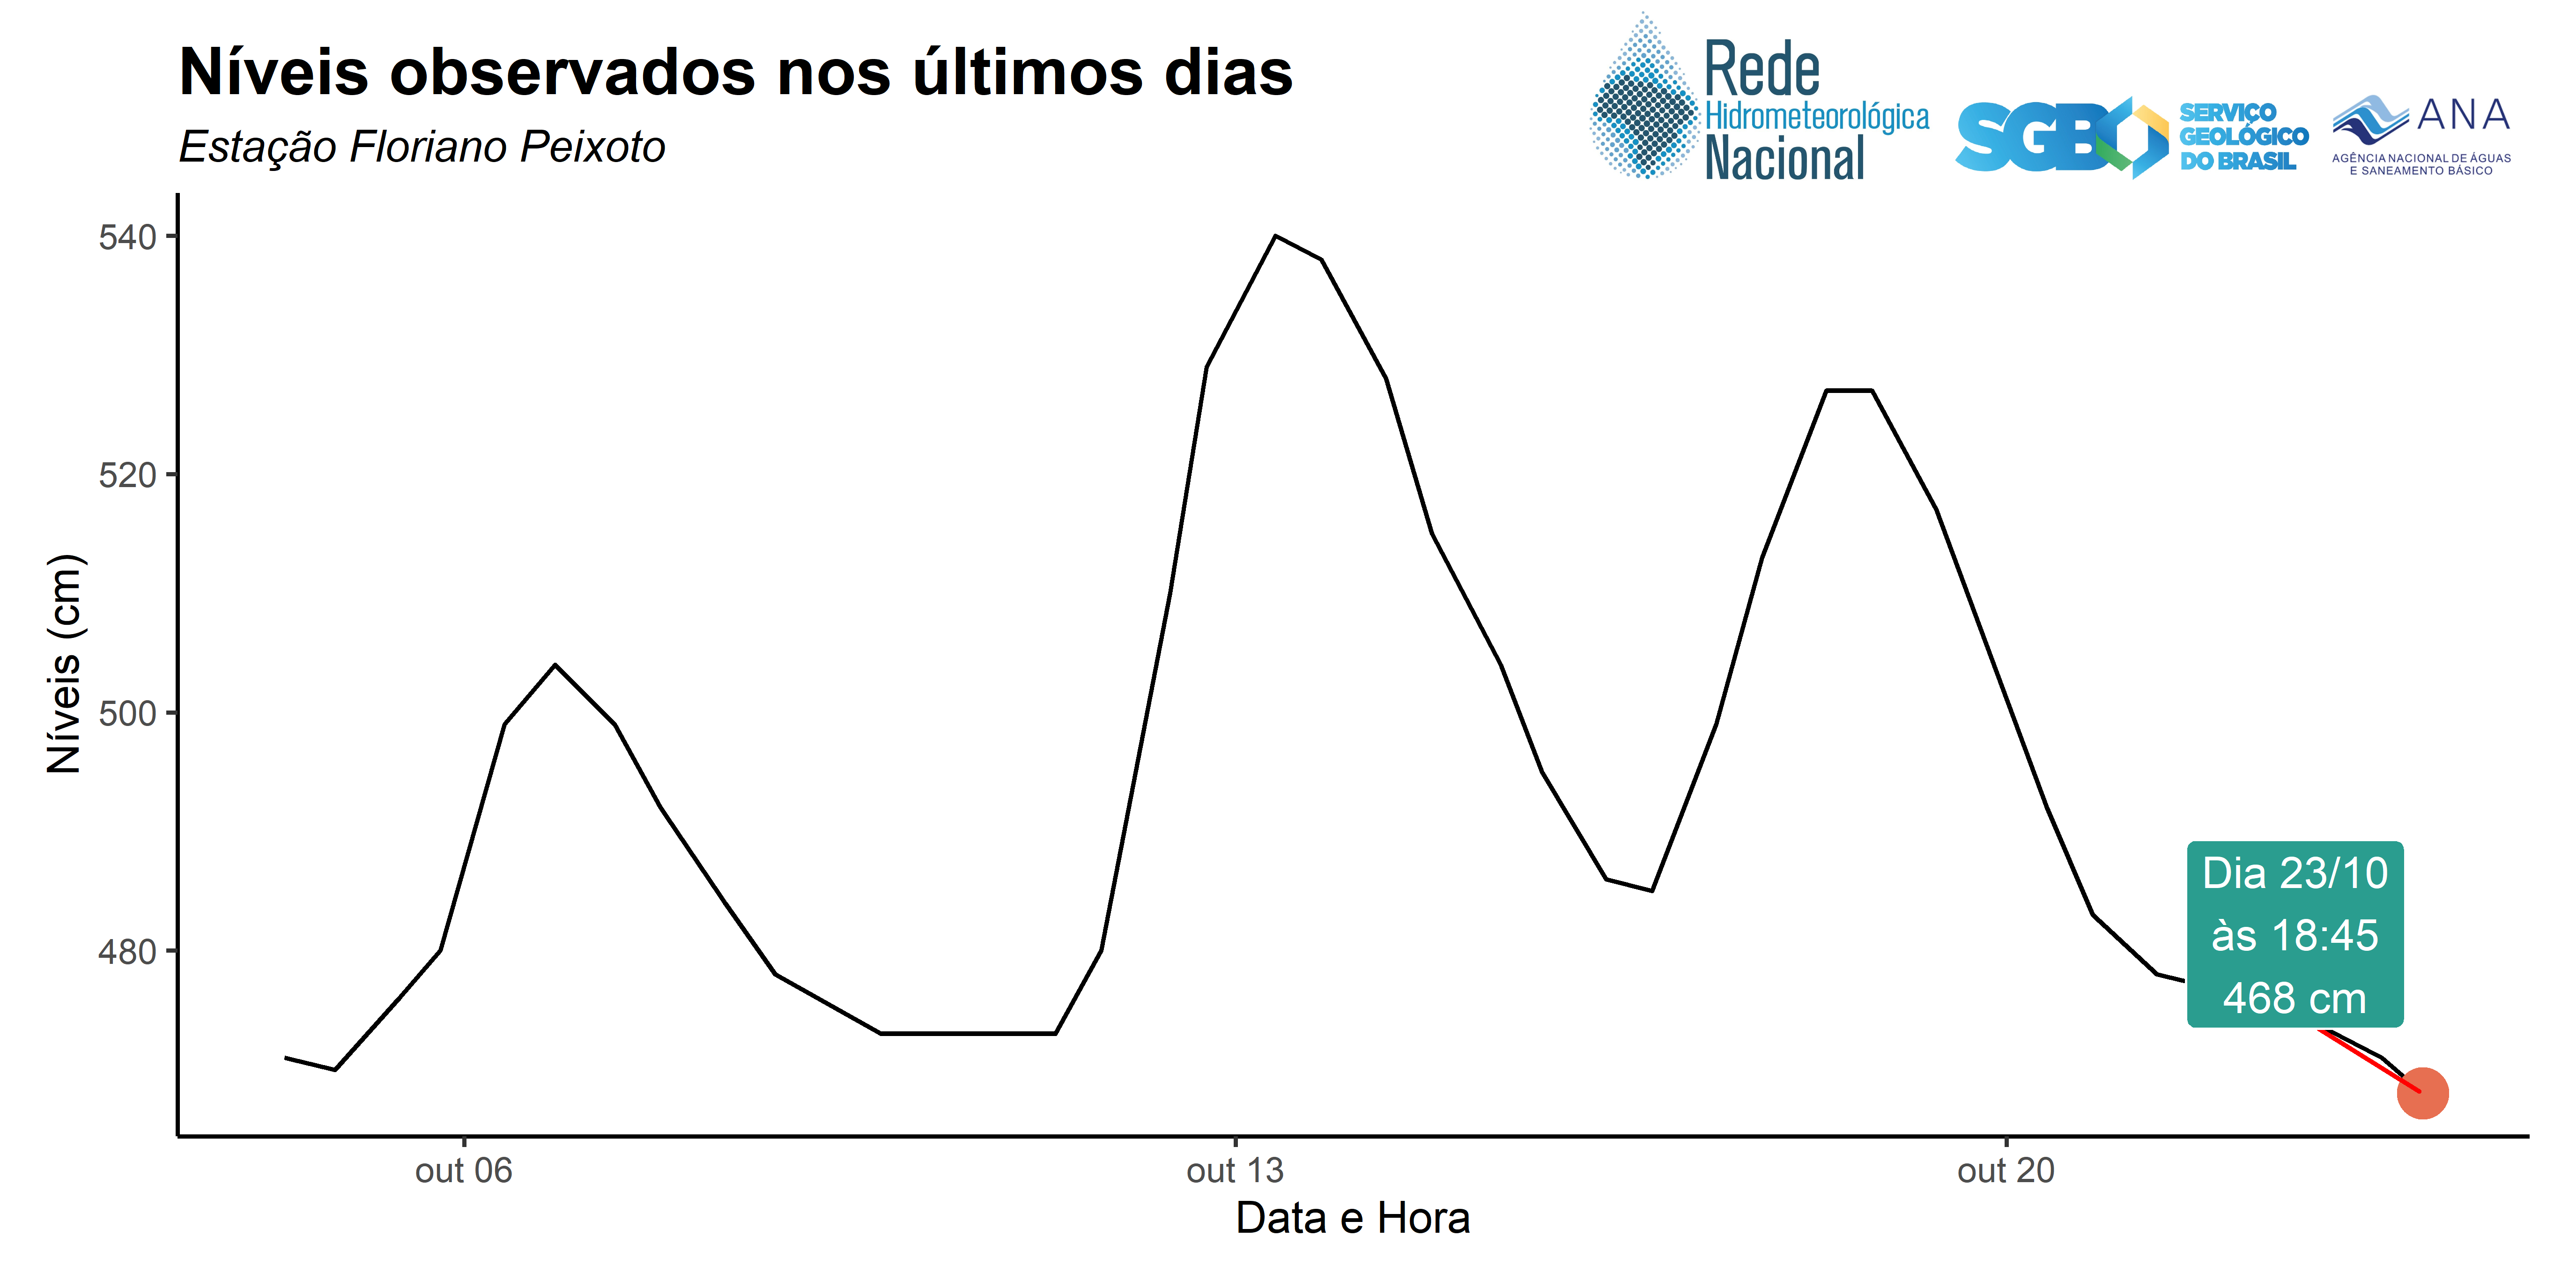 Níveis observados nos últimos dias
Estação Floriano Peixoto
Rede
Hidrometeorológica
Nacional
SGB
SERVIÇO
GEOLÓGICO
DO BRASIL
ANA
AGÊNCIA NACIONAL DE ÁGUAS
E SANEAMENTO BÁSICO
540
520
500
480
Níveis (cm)
Dia 23/10
às 18:45
468 cm
out 06
out 13
out 20
Data e Hora